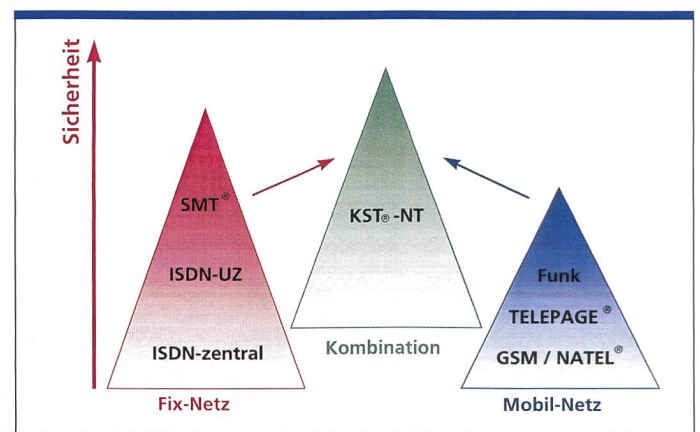 Sicherheit
SMT®
ISDN-UZ
ISDN-zentral
Fix-Netz
KST®-NT
Kombination
Funk
TELEPAGE®
GSM / NATEL®
Mobil-Netz